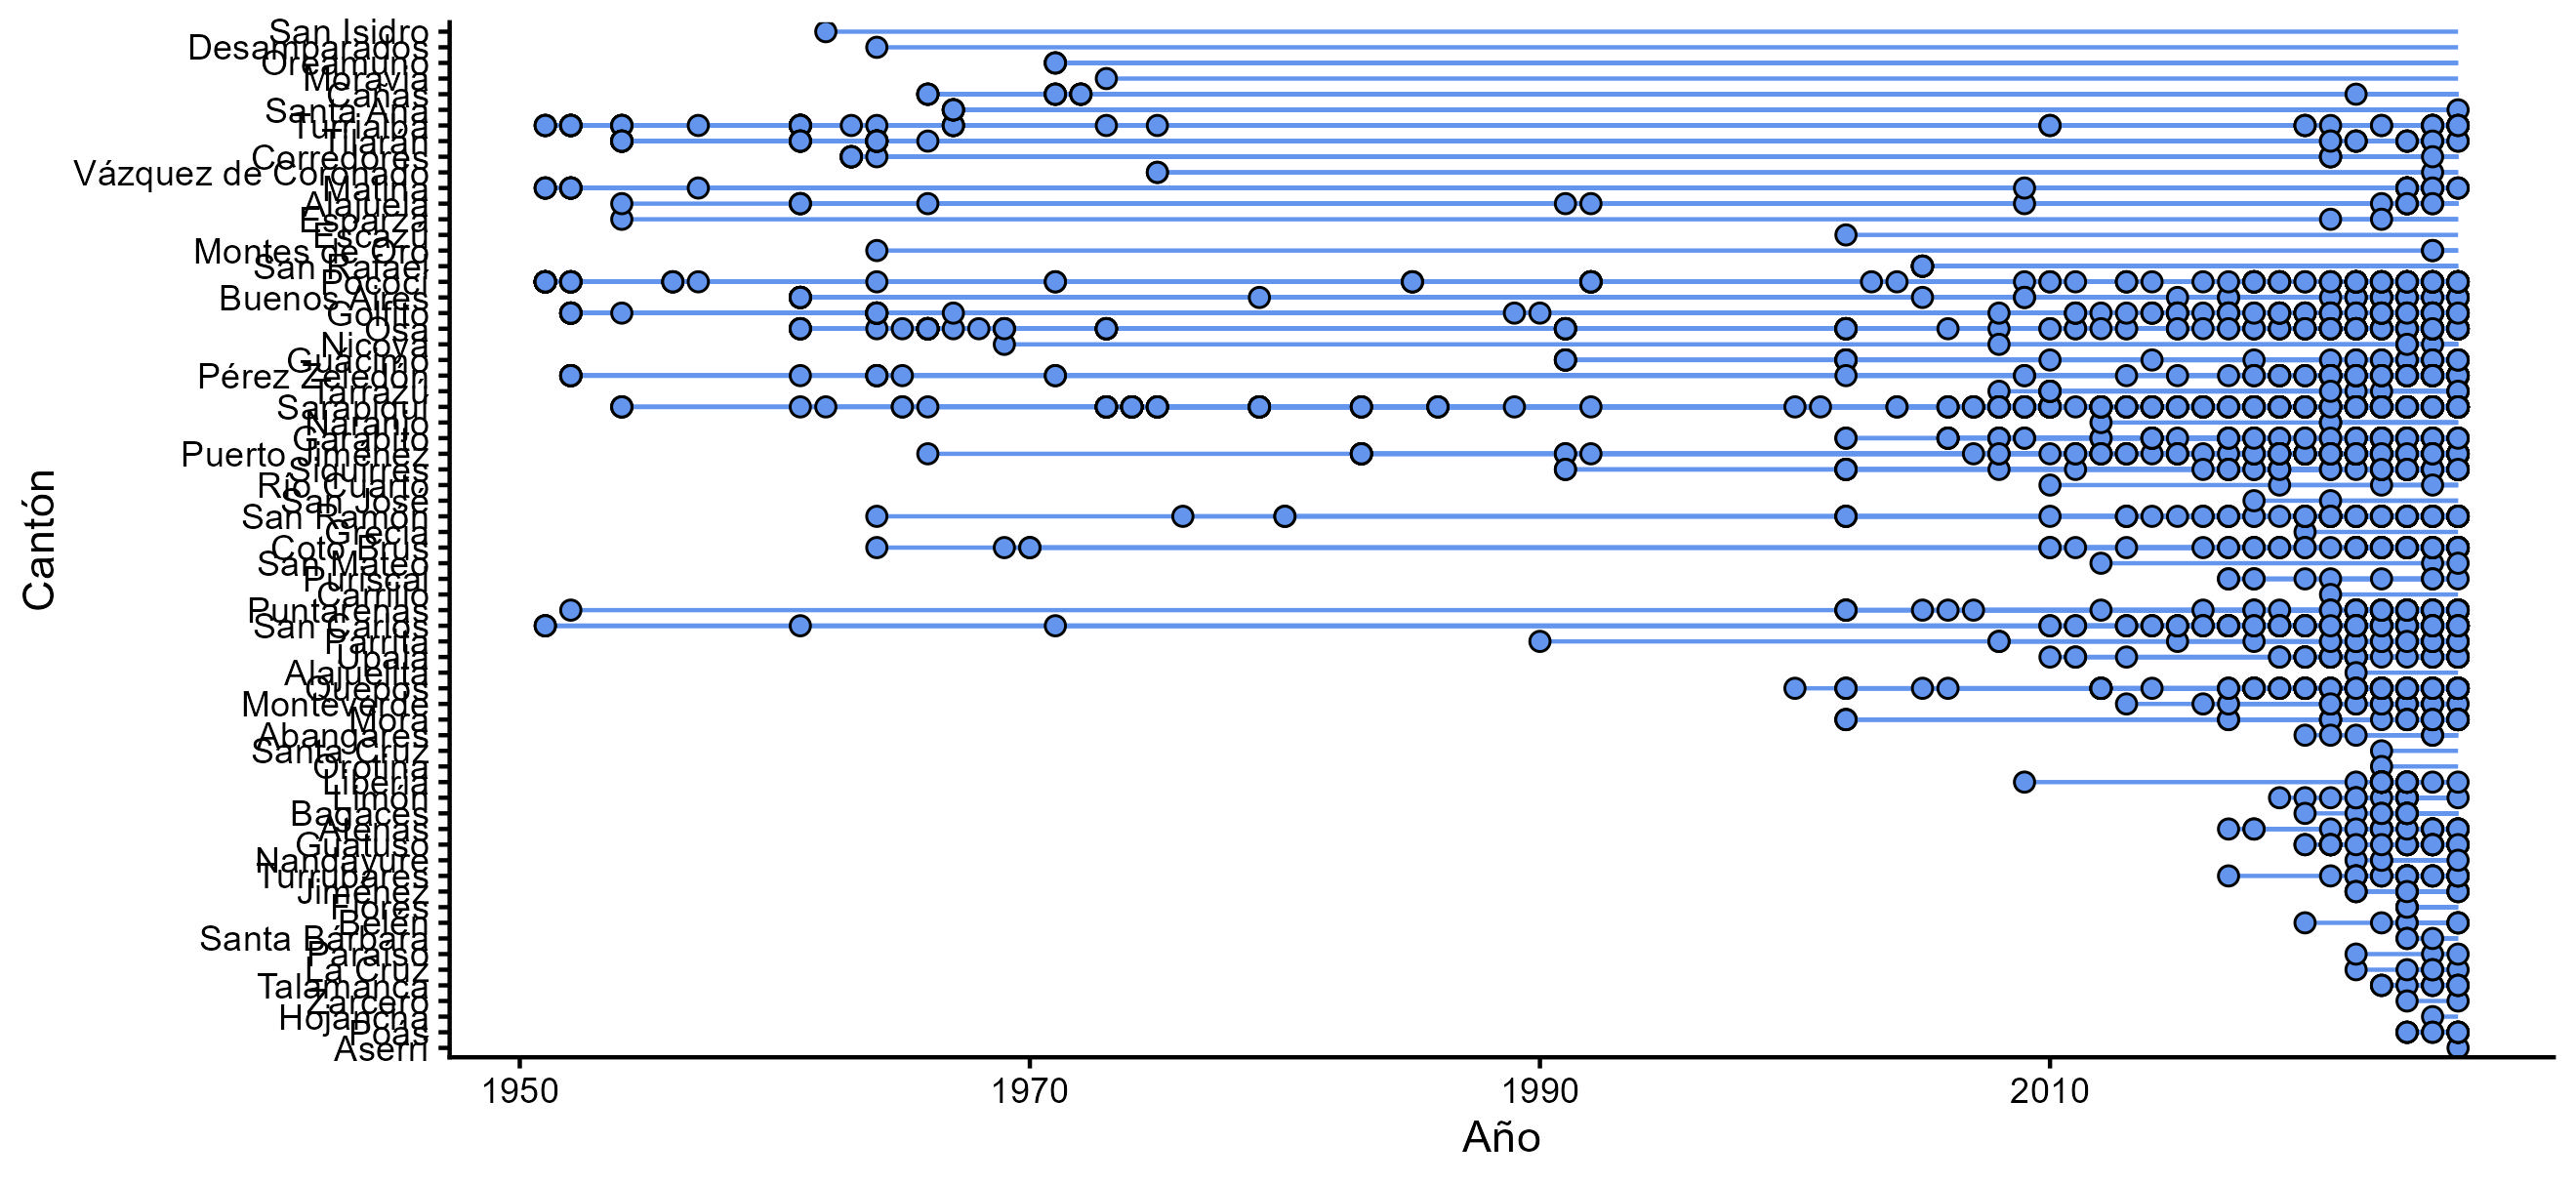 San Isidro
Desamparados
Oreamuno
Moravia
Cañas
Santa Ana
Turrialba
Tilarán
Corredores
Vázquez de Coronado
Matina
Alajuela
Esparza
Escazú
Montes de Oro
San Rafael
Pococí
Buenos Aires
Golfito
Osa
Nicoya
Guácimo
Pérez Zeledón
Tarrazú
Sarapiquí
Naranjo
Garabito
Puerto Jiménez
Siquirres
Río Cuarto
San José
San Ramón
Grecia
Coto Brus
San Mateo
Puriscal
Carrillo
Puntarenas
San Carlos
Parrita
Upala
Alajuelita
Quepos
Monteverde
Mora
Abangares
Santa Cruz
Orotina
Liberia
Limón
Bagaces
Atenas
Guatuso
Nandayure
Turrubares
Jiménez
Flores
Belén
Santa Bárbara
Paraíso
La Cruz
Talamanca
Zarcero
Hojancha
Poás
Aserrí
Cantón
1950 1970 1990 2010
Año